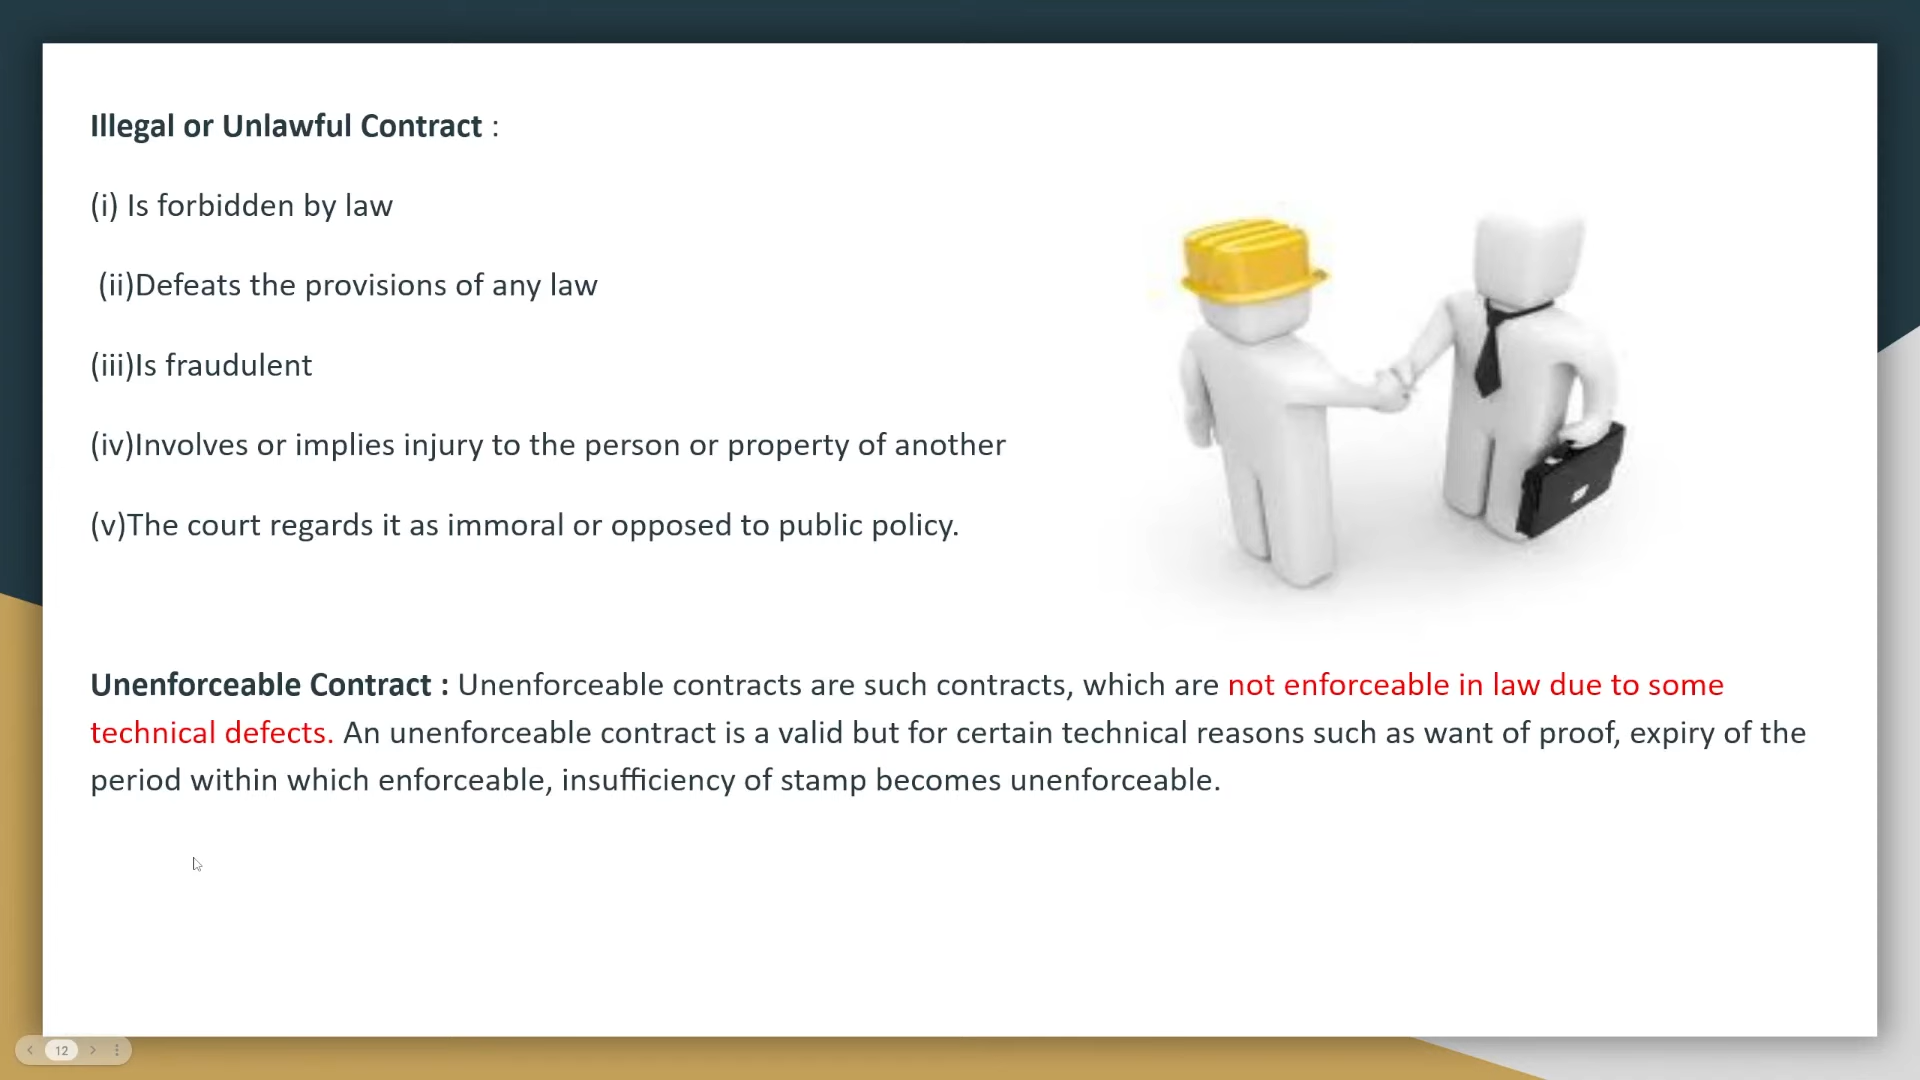 Illegal or Unlawful Contract :
(i) Is forbidden by law
(ii)Defeats the provisions of any law
(iii)Is fraudulent
(iv)Involves or implies injury to the person or property of another
(v)The court regards it as immoral or opposed to public policy.
Unenforceable Contract : Unenforceable contracts are such contracts, which are not enforceable in law due to some
technical defects. An unenforceable contract is a valid but for certain technical reasons such as want of proof, expiry of the
period within which enforceable, insufficiency of stamp becomes unenforceable.
12